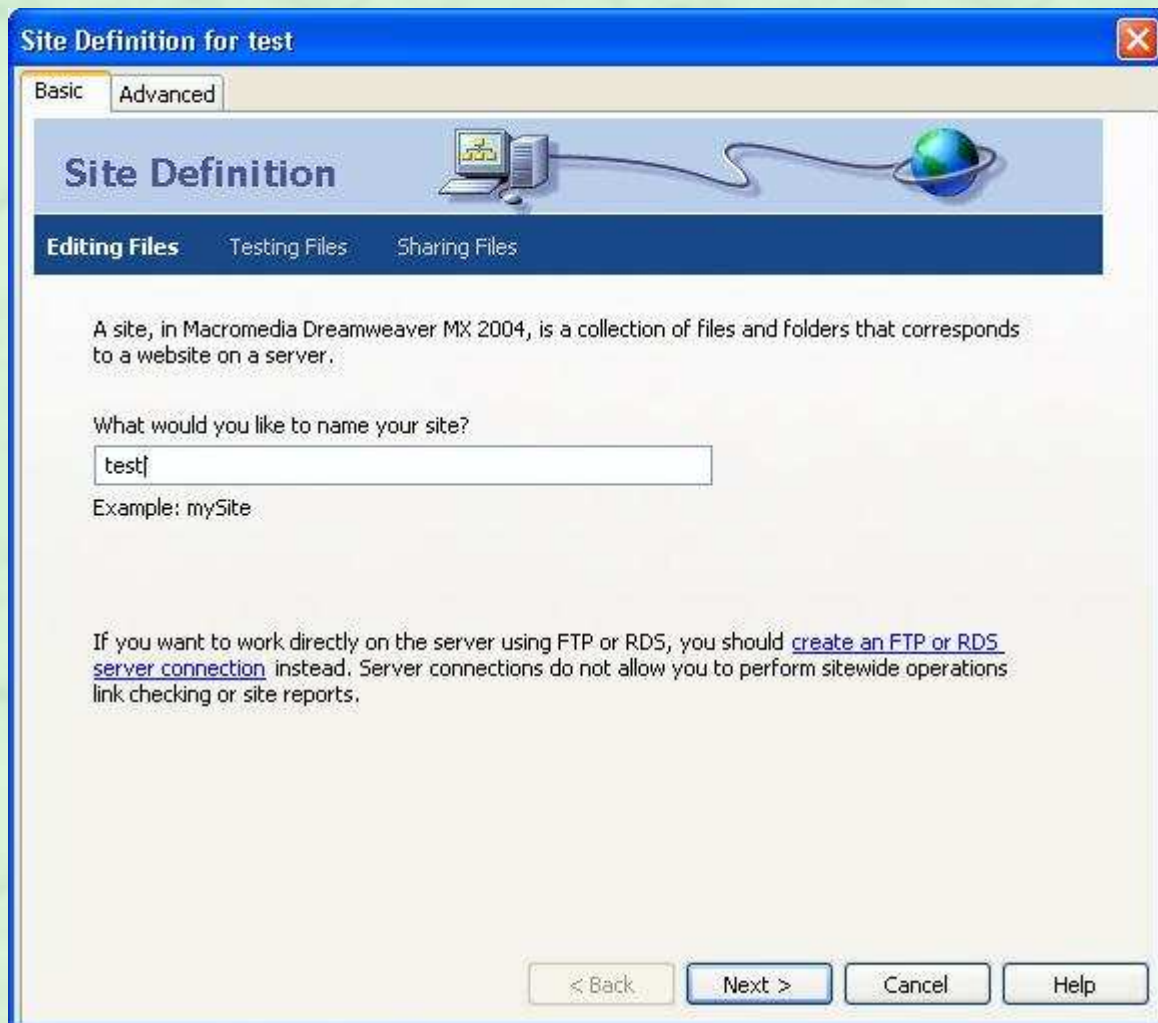 Site Definition for test
Basic Advanced
Site Definition
Editing Files Testing Files Sharing Files
A site, in Macromedia Dreamweaver MX 2004, is a collection of files and folders that corresponds
to a website on a server.
What would you like to name your site?
test
Example: mySite
If you want to work directly on the server using FTP or RDS, you should create an FTP or RDS
server connection instead. Server connections do not allow you to perform sitewide operations
link checking or site reports.
< Back Next > Cancel Help